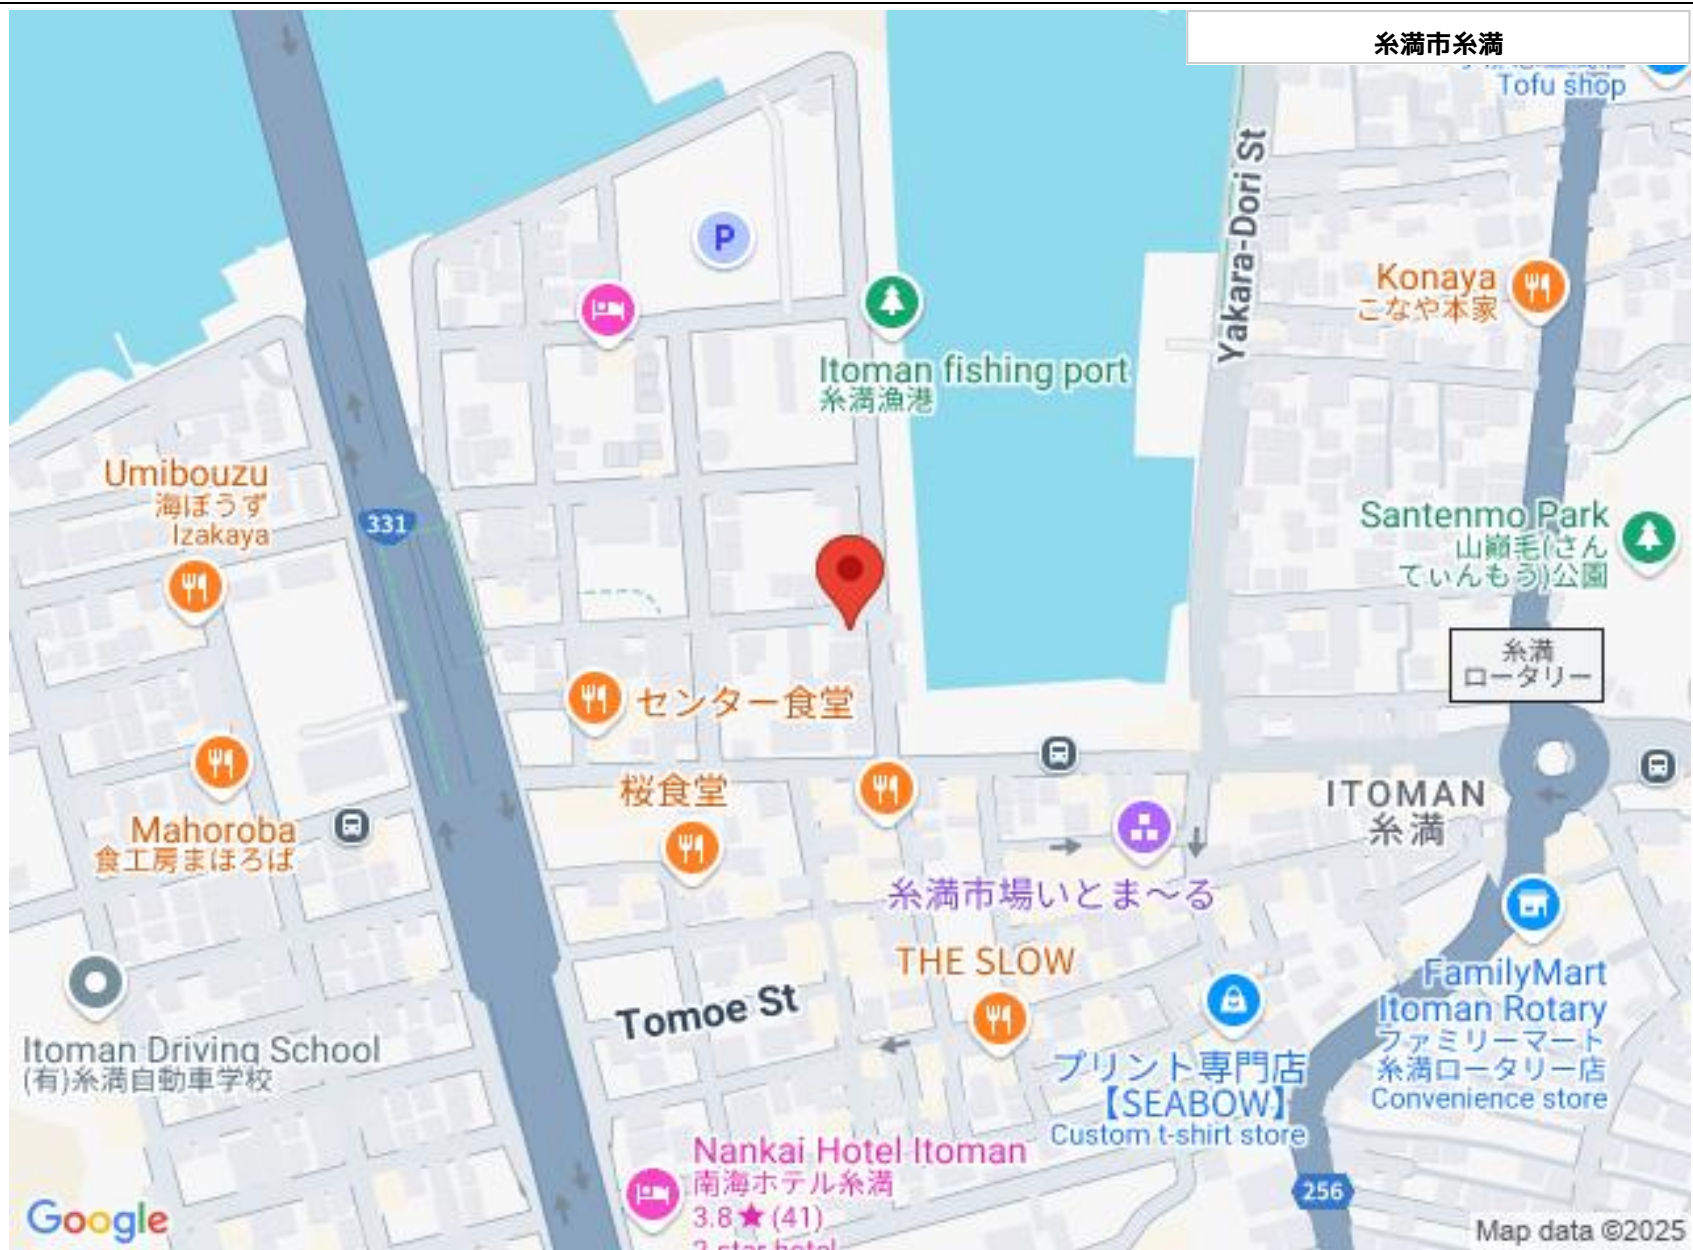 糸満市糸満
Tofu shop
Yakara-Dori St
P
Konaya
こなや本家
Itoman fishing port
糸満漁港
Umibouzu
海ぼうず
Izakaya
331
Santenmo Park
山巓毛(さん
てぃんもう)公園
糸満
ロータリー
センター食堂
桜食堂
ITOMAN
糸満
Mahoroba
食工房まほろば
糸満市場いとま〜る
THE SLOW
Tomoe St
FamilyMart
Itoman Rotary
ファミリーマート
糸満ロータリー店
Convenience store
Itoman Driving School
(有)糸満自動車学校
プリント専門店
【SEABOW】
Custom t-shirt store
Nankai Hotel Itoman
南海ホテル糸満
3.8★(41)
2-star hotel
256
Google
Map data ©2025